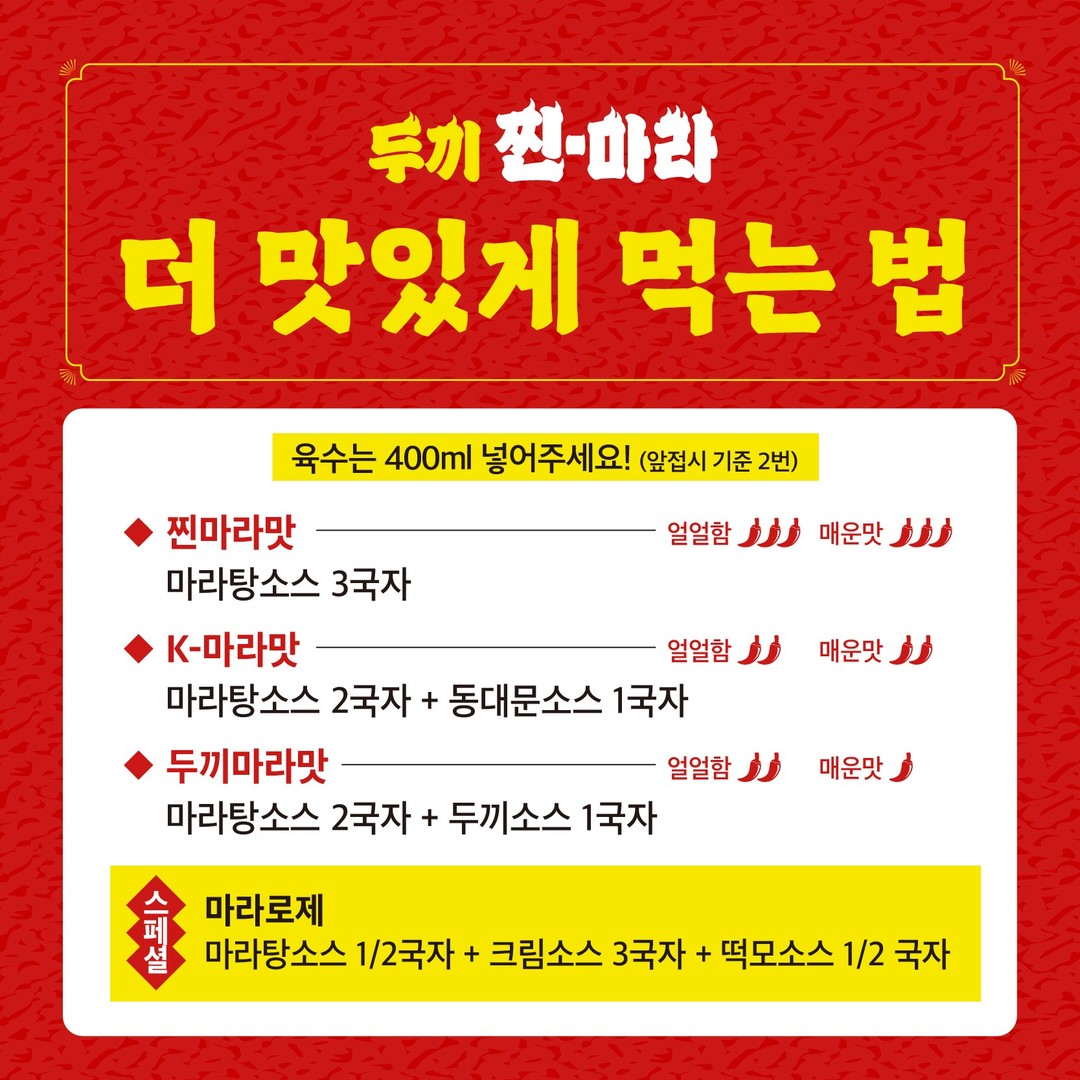 두끼 찐-마라
더 맛있게 먹는 법
육수는 400ml 넣어주세요! (앞접시 기준 2번)
◆ 찐마라맛 얼얼함 매운맛
마라탕소스 3국자
◆ K-마라맛 얼얼함 매운맛
마라탕소스 2국자 + 동대문소스 1국자
◆ 두끼마라맛 얼얼함 매운맛
마라탕소스 2국자 + 두끼소스 1국자
스페셜
마라로제
마라탕소스 1/2국자 + 크림소스 3국자 + 떡모소스 1/2 국자